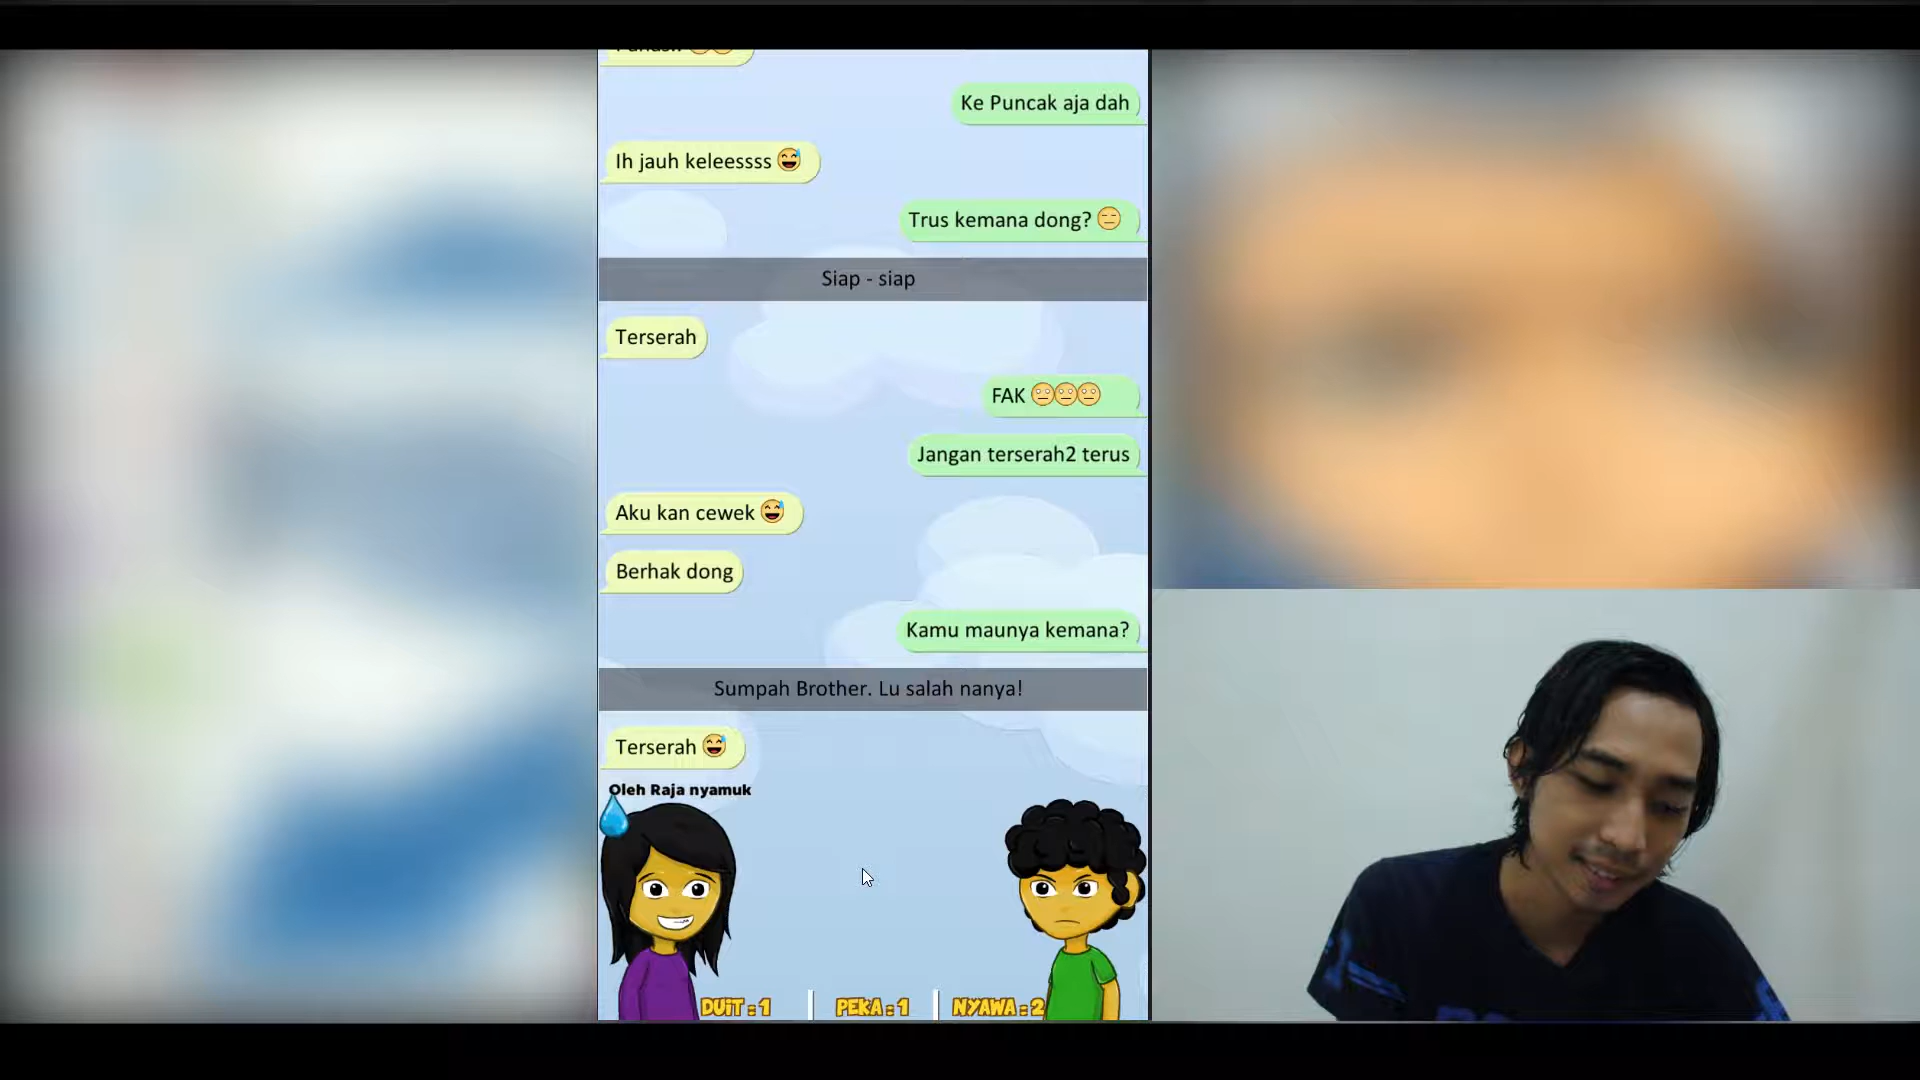 Ke Puncak aja dah
Ih jauh keleessss 😅
Trus kemana dong? 😑
Siap - siap
Terserah
FAK 😐😐😐
Jangan terserah2 terus
Aku kan cewek 😅
Berhak dong
Kamu maunya kemana?
Sumpah Brother. Lu salah nanya!
Terserah 😅
Oleh Raja nyamuk
DUIT : 1
PEKA : 1
NYAWA : 2